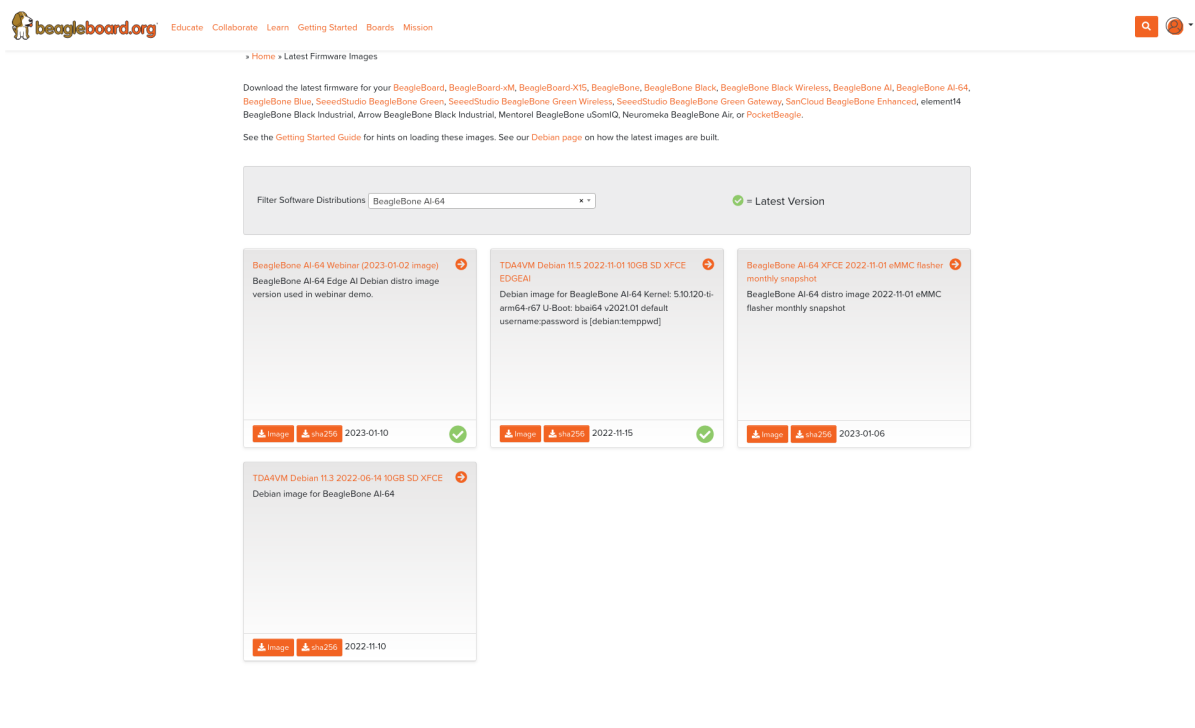 beagleboard.org Educate Collaborate Learn Getting Started Boards Mission
» Home » Latest Firmware Images
Download the latest firmware for your BeagleBoard, BeagleBoard-xM, BeagleBoard-X15, BeagleBone, BeagleBone Black, BeagleBone Black Wireless, BeagleBone AI, BeagleBone AI-64,
BeagleBone Blue, SeeedStudio BeagleBone Green, SeeedStudio BeagleBone Green Wireless, SeeedStudio BeagleBone Green Gateway, SanCloud BeagleBone Enhanced, element14
BeagleBone Black Industrial, Arrow BeagleBone Black Industrial, Mentorel BeagleBone uSomIQ, Neuromeka BeagleBone Air, or PocketBeagle.
See the Getting Started Guide for hints on loading these images. See our Debian page on how the latest images are built.
Filter Software Distributions BeagleBone AI-64 × = Latest Version
BeagleBone AI-64 Webinar (2023-01-02 image)
BeagleBone AI-64 Edge AI Debian distro image
version used in webinar demo.
Image sha256 2023-01-10
TDA4VM Debian 11.5 2022-11-01 10GB SD XFCE
EDGEAI
Debian image for BeagleBone AI-64 Kernel: 5.10.120-ti-
arm64-r67 U-Boot: bbai64 v2021.01 default
username:password is [debian:temppwd]
Image sha256 2022-11-15
BeagleBone AI-64 XFCE 2022-11-01 eMMC flasher
monthly snapshot
BeagleBone AI-64 distro image 2022-11-01 eMMC
flasher monthly snapshot
Image sha256 2023-01-06
TDA4VM Debian 11.3 2022-06-14 10GB SD XFCE
Debian image for BeagleBone AI-64
Image sha256 2022-11-10